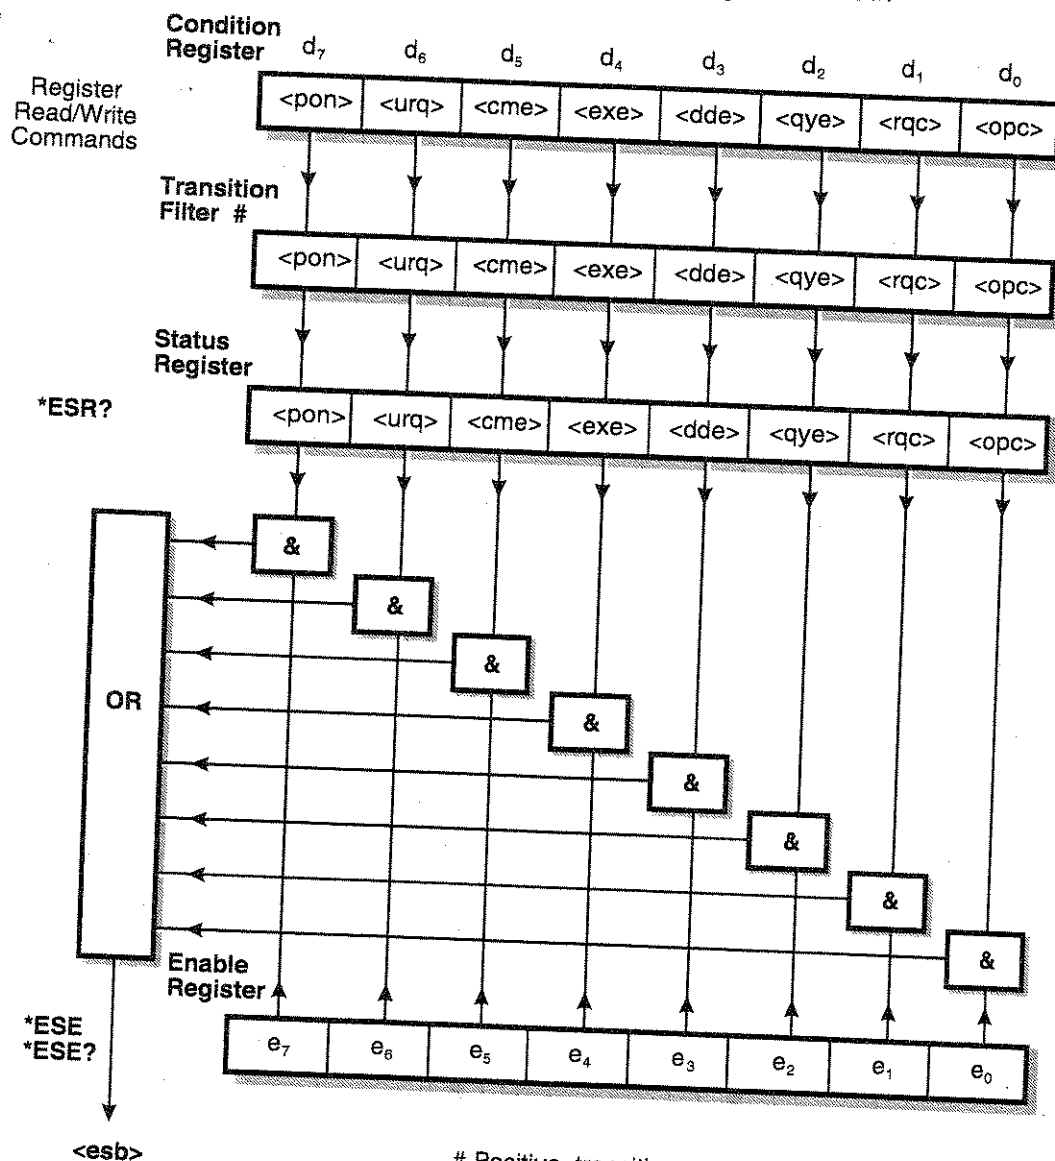 Condition
Register d₇ d₆ d₅ d₄ d₃ d₂ d₁ d₀
Register
Read/Write
Commands
<pon> <urq> <cme> <exe> <dde> <qye> <rqc> <opc>
Transition
Filter #
<pon> <urq> <cme> <exe> <dde> <qye> <rqc> <opc>
Status
Register
*ESR?
<pon> <urq> <cme> <exe> <dde> <qye> <rqc> <opc>
&
&
&
&
&
&
&
&
OR
Enable
Register
*ESE
*ESE?
e₇ e₆ e₅ e₄ e₃ e₂ e₁ e₀
<esb>
# Positive